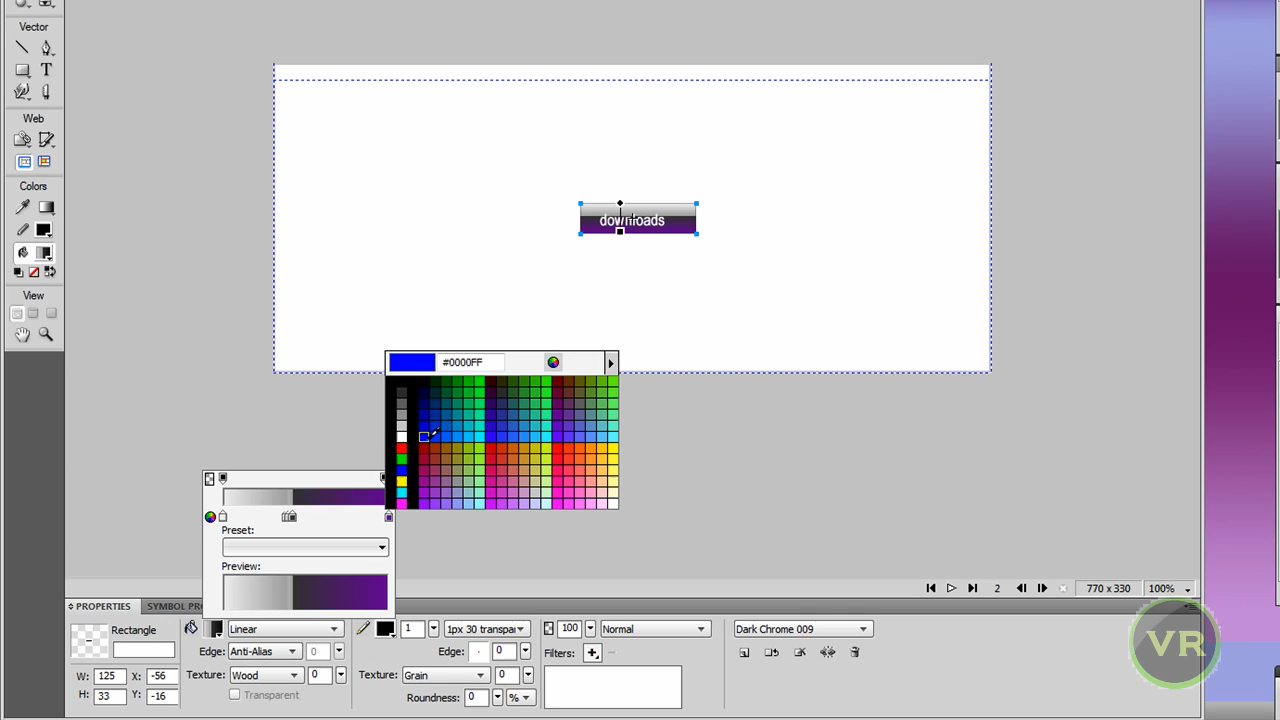 Vector
T
Web
Colors
View
downloads
#0000FF
Preset:
Preview:
2
770 x 330
100%
PROPERTIES
SYMBOL PR
Rectangle
Linear
1
1px 30 transpa
100
Normal
Dark Chrome 009
Edge: Anti-Alias 0
Edge: 0
Filters:
W: 125 X: -56
H: 33 Y: -16
Texture: Wood 0
Texture: Grain 0
Transparent
Roundness: 0 %
VR